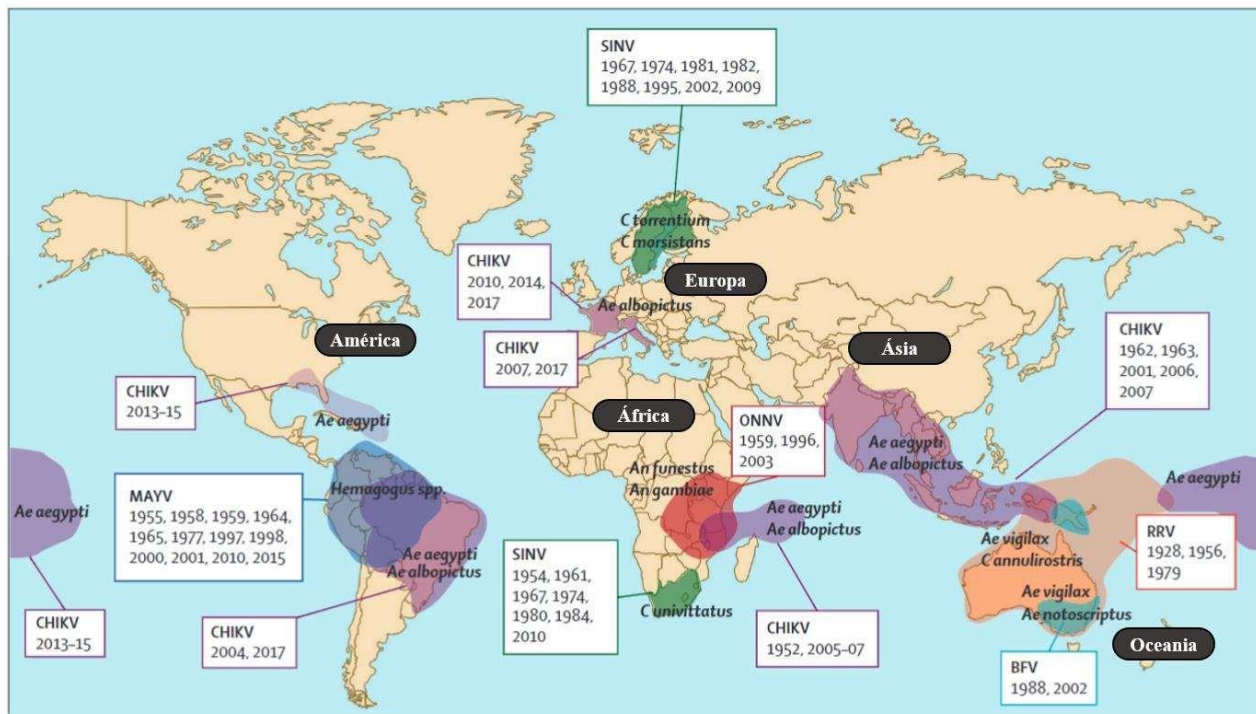 SINV
1967, 1974, 1981, 1982,
1988, 1995, 2002, 2009
C torrentium
C morsistans
CHIKV
2010, 2014,
2017
Europa
Ae albopictus
América
CHIKV
2007, 2017
Ásia
CHIKV
1962, 1963,
2001, 2006,
2007
CHIKV
2013–15
Ae aegypti
África
ONNV
1959, 1996,
2003
Ae aegypti
Ae albopictus
An funestus
An gambiae
Ae aegypti
MAYV
1955, 1958, 1959, 1964,
1965, 1977, 1997, 1998,
2000, 2001, 2010, 2015
Hemagogus spp.
Ae aegypti
Ae albopictus
Ae aegypti
Ae albopictus
Ae aegypti
SINV
1954, 1961,
1967, 1974,
1980, 1984,
2010
C univittatus
Ae vigilax
C annulirostris
RRV
1928, 1956,
1979
Ae vigilax
Ae notoscriptus
CHIKV
2013–15
CHIKV
2004, 2017
CHIKV
1952, 2005–07
Oceania
BFV
1988, 2002